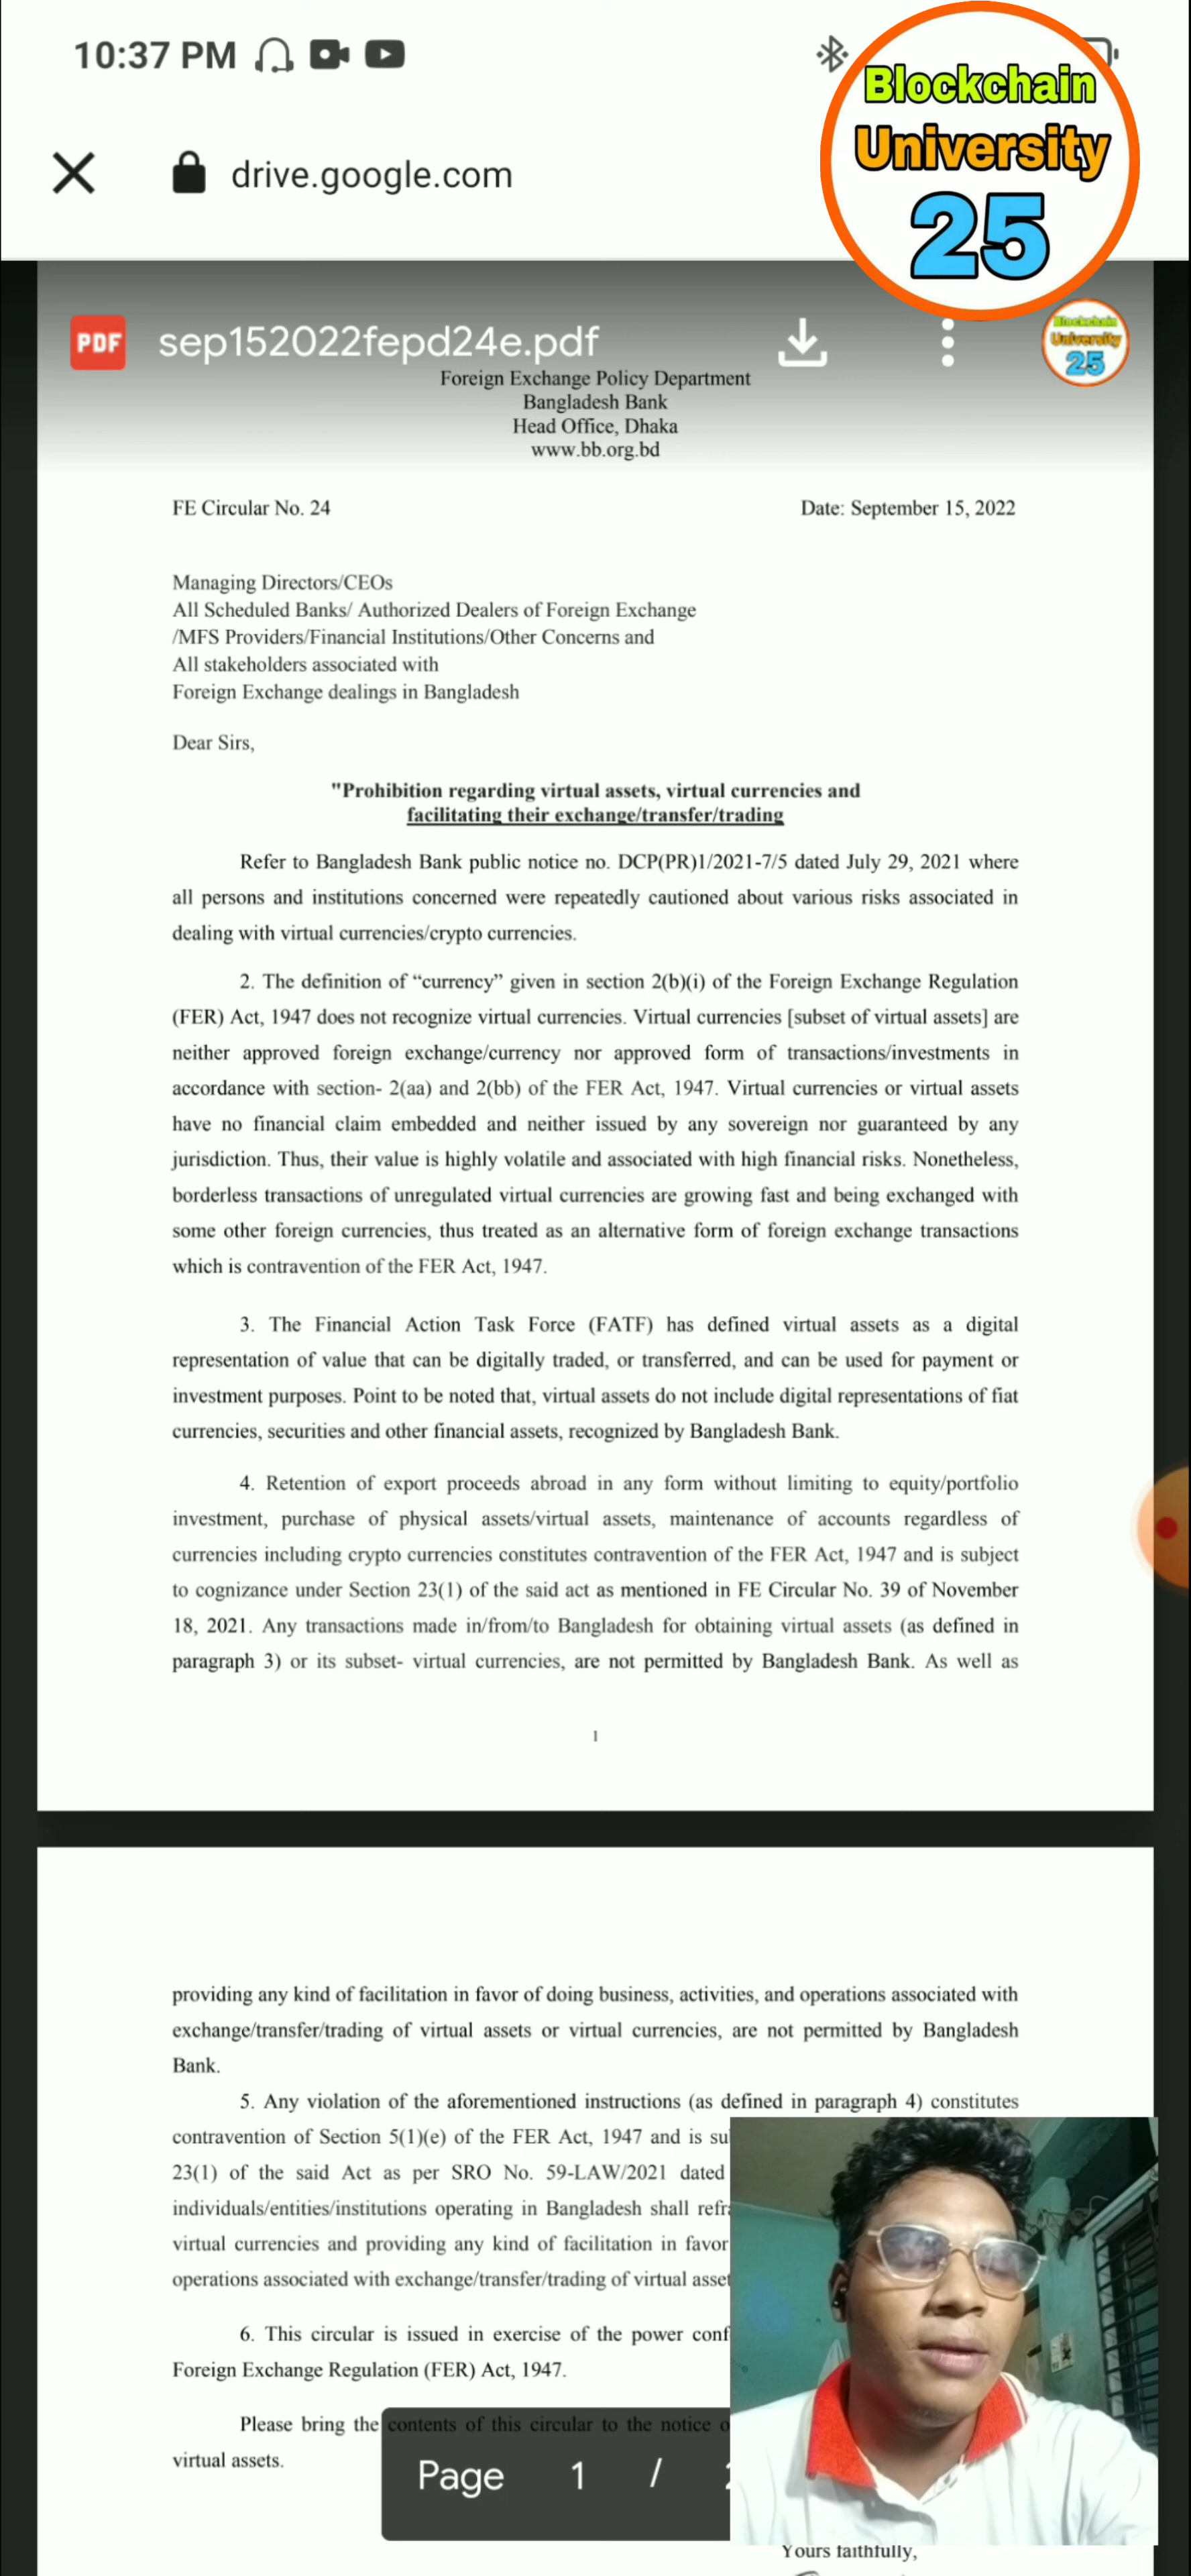 10:37 PM
Blockchain
University
25
drive.google.com
PDF
sep152022fepd24e.pdf
Blockchain
University
25
Foreign Exchange Policy Department
Bangladesh Bank
Head Office, Dhaka
www.bb.org.bd
FE Circular No. 24 Date: September 15, 2022
Managing Directors/CEOs
All Scheduled Banks/ Authorized Dealers of Foreign Exchange
/MFS Providers/Financial Institutions/Other Concerns and
All stakeholders associated with
Foreign Exchange dealings in Bangladesh
Dear Sirs,
"Prohibition regarding virtual assets, virtual currencies and
facilitating their exchange/transfer/trading
Refer to Bangladesh Bank public notice no. DCP(PR)1/2021-7/5 dated July 29, 2021 where
all persons and institutions concerned were repeatedly cautioned about various risks associated in
dealing with virtual currencies/crypto currencies.
2. The definition of “currency” given in section 2(b)(i) of the Foreign Exchange Regulation
(FER) Act, 1947 does not recognize virtual currencies. Virtual currencies [subset of virtual assets] are
neither approved foreign exchange/currency nor approved form of transactions/investments in
accordance with section- 2(aa) and 2(bb) of the FER Act, 1947. Virtual currencies or virtual assets
have no financial claim embedded and neither issued by any sovereign nor guaranteed by any
jurisdiction. Thus, their value is highly volatile and associated with high financial risks. Nonetheless,
borderless transactions of unregulated virtual currencies are growing fast and being exchanged with
some other foreign currencies, thus treated as an alternative form of foreign exchange transactions
which is contravention of the FER Act, 1947.
3. The Financial Action Task Force (FATF) has defined virtual assets as a digital
representation of value that can be digitally traded, or transferred, and can be used for payment or
investment purposes. Point to be noted that, virtual assets do not include digital representations of fiat
currencies, securities and other financial assets, recognized by Bangladesh Bank.
4. Retention of export proceeds abroad in any form without limiting to equity/portfolio
investment, purchase of physical assets/virtual assets, maintenance of accounts regardless of
currencies including crypto currencies constitutes contravention of the FER Act, 1947 and is subject
to cognizance under Section 23(1) of the said act as mentioned in FE Circular No. 39 of November
18, 2021. Any transactions made in/from/to Bangladesh for obtaining virtual assets (as defined in
paragraph 3) or its subset- virtual currencies, are not permitted by Bangladesh Bank. As well as
1
providing any kind of facilitation in favor of doing business, activities, and operations associated with
exchange/transfer/trading of virtual assets or virtual currencies, are not permitted by Bangladesh
Bank.
5. Any violation of the aforementioned instructions (as defined in paragraph 4) constitutes
contravention of Section 5(1)(e) of the FER Act, 1947 and is
23(1) of the said Act as per SRO No. 59-LAW/2021 dated
individuals/entities/institutions operating in Bangladesh shall
virtual currencies and providing any kind of facilitation in favor
operations associated with exchange/transfer/trading of virtual
6. This circular is issued in exercise of the power
Foreign Exchange Regulation (FER) Act, 1947.
Please bring the contents of this circular to the notice
virtual assets.
Page 1 /
Yours faithfully,